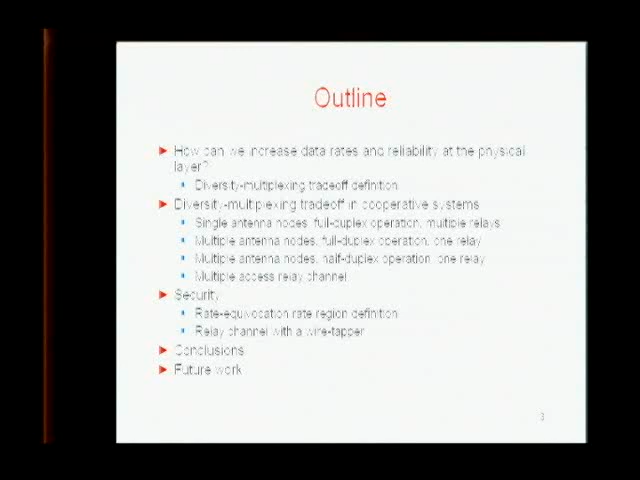 Outline
How can we increase data rates and reliability at the physical
layer?
Diversity-multiplexing tradeoff definition
Diversity-multiplexing tradeoff in cooperative systems
Single antenna nodes, full-duplex operation, multiple relays
Multiple antenna nodes, full-duplex operation, one relay
Multiple antenna nodes, half-duplex operation, one relay
Multiple access relay channel
Security
Rate-equivocation rate region definition
Relay channel with a wire-tapper
Conclusions
Future work
3